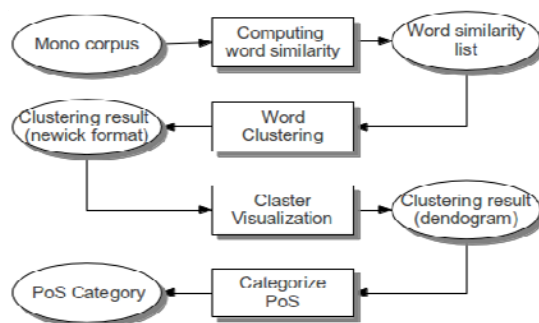 Mono corpus
Computing
word similarity
Word similarity
list
Clustering result
(newick format)
Word
Clustering
Claster
Visualization
Clustering result
(dendogram)
PoS Category
Categorize
PoS